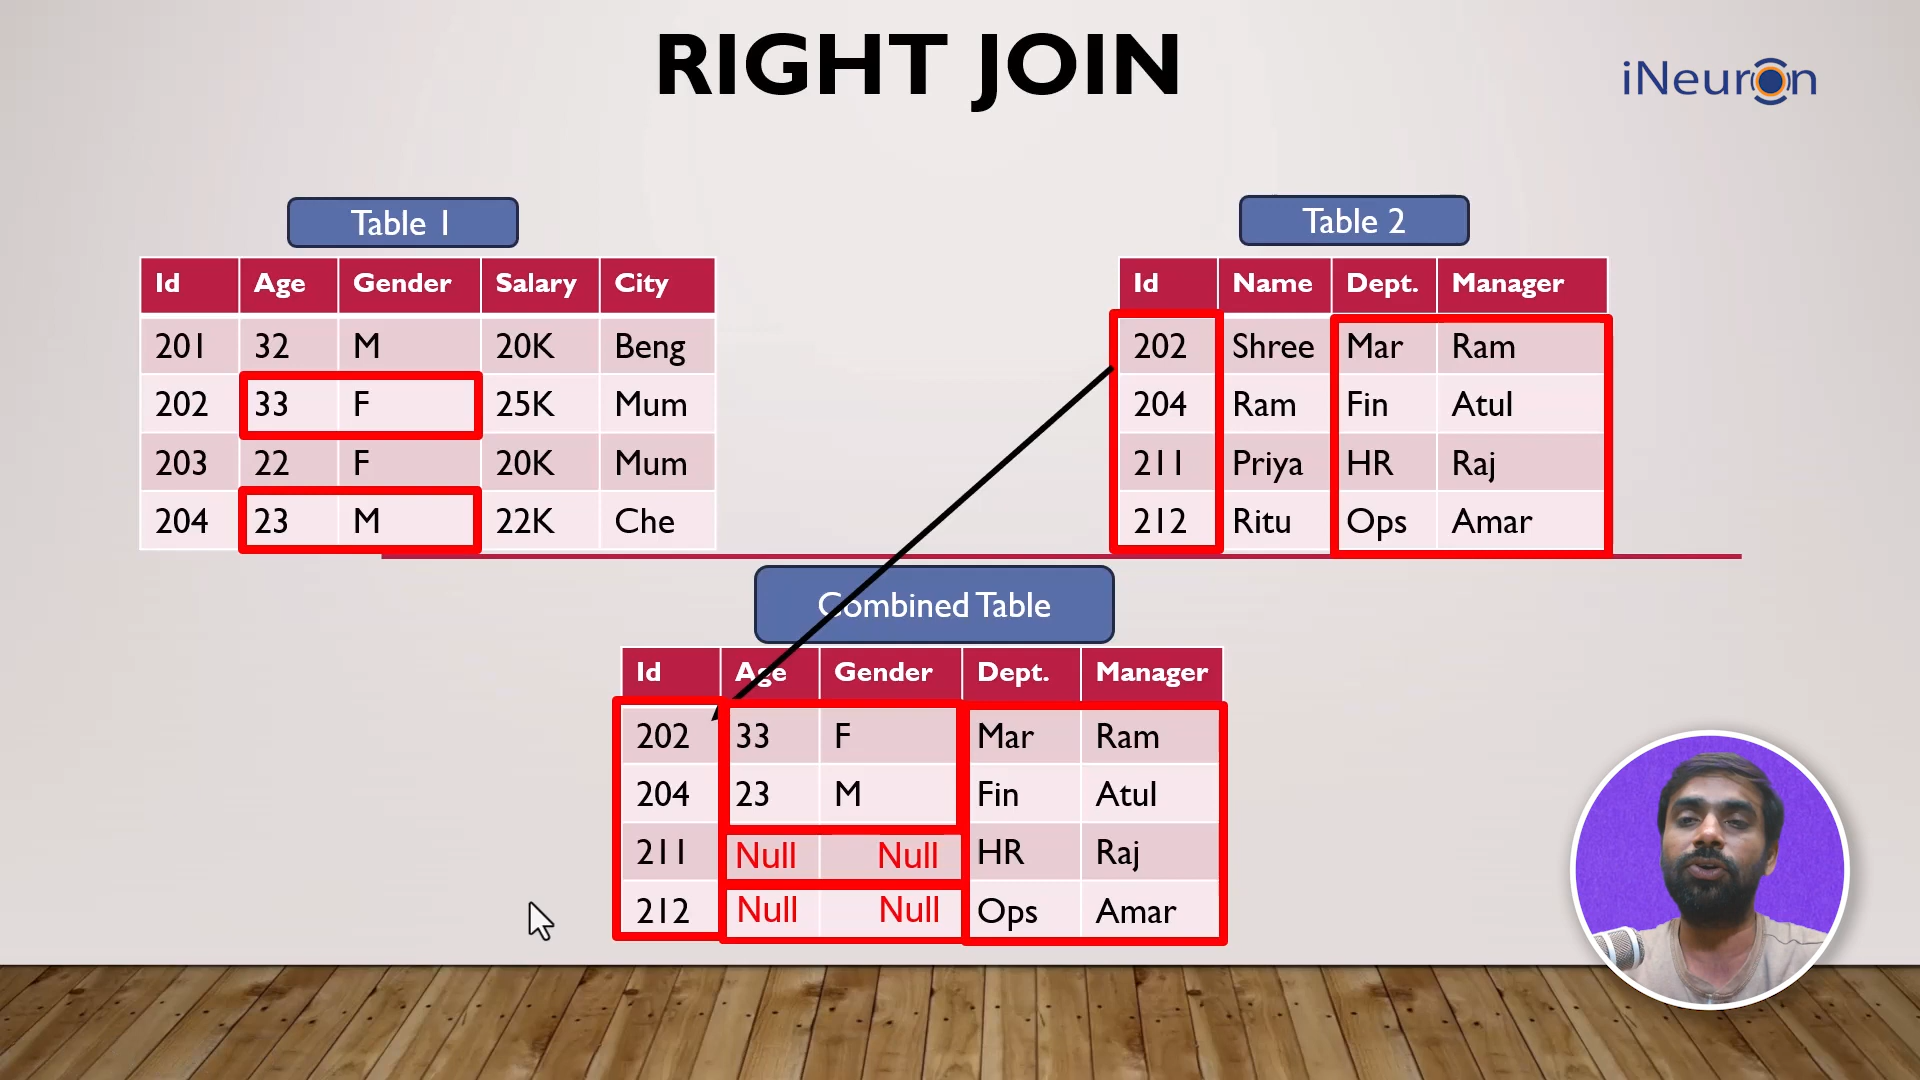 RIGHT JOIN
iNeuron
Table 1
Id Age Gender Salary City
201 32 M 20K Beng
202 33 F 25K Mum
203 22 F 20K Mum
204 23 M 22K Che
Table 2
Id Name Dept. Manager
202 Shree Mar Ram
204 Ram Fin Atul
211 Priya HR Raj
212 Ritu Ops Amar
Combined Table
Id Age Gender Dept. Manager
202 33 F Mar Ram
204 23 M Fin Atul
211 Null Null HR Raj
212 Null Null Ops Amar